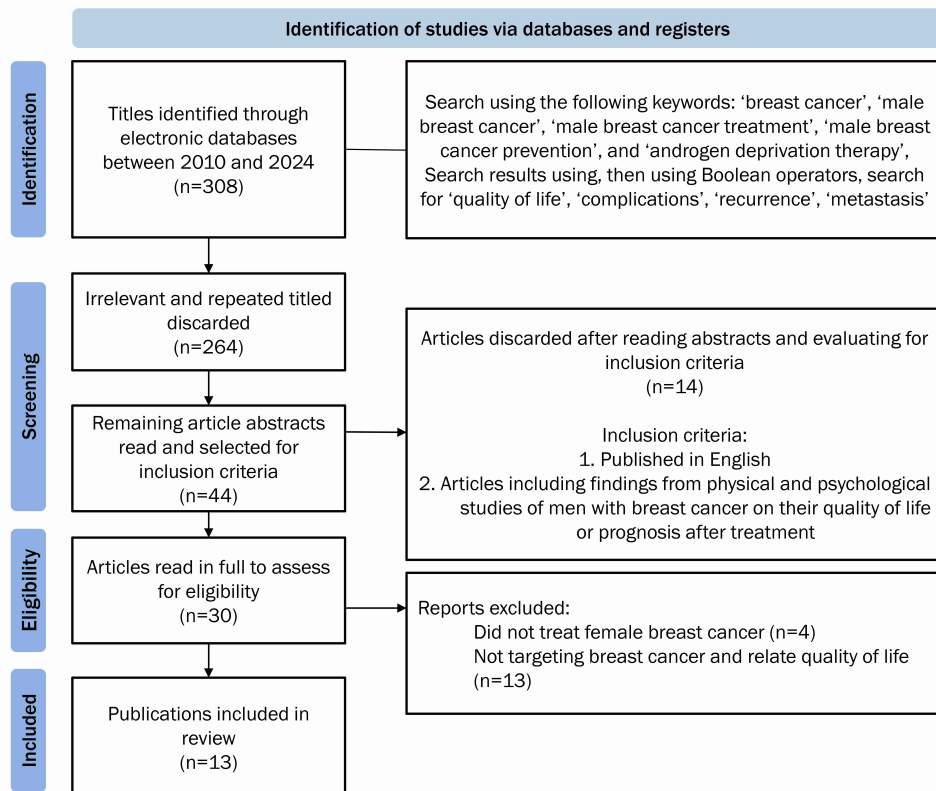 Identification of studies via databases and registers
Identification
Titles identified through
electronic databases
between 2010 and 2024
(n=308)
Search using the following keywords: ‘breast cancer’, ‘male
breast cancer’, ‘male breast cancer treatment’, ‘male breast
cancer prevention’, and ‘androgen deprivation therapy’,
Search results using, then using Boolean operators, search
for ‘quality of life’, ‘complications’, ‘recurrence’, ‘metastasis’
Screening
Irrelevant and repeated titled
discarded
(n=264)
Remaining article abstracts
read and selected for
inclusion criteria
(n=44)
Articles discarded after reading abstracts and evaluating for
inclusion criteria
(n=14)
Inclusion criteria:
1. Published in English
2. Articles including findings from physical and psychological
studies of men with breast cancer on their quality of life
or prognosis after treatment
Eligibility
Articles read in full to assess
for eligibility
(n=30)
Reports excluded:
Did not treat female breast cancer (n=4)
Not targeting breast cancer and relate quality of life
(n=13)
Included
Publications included in
review
(n=13)